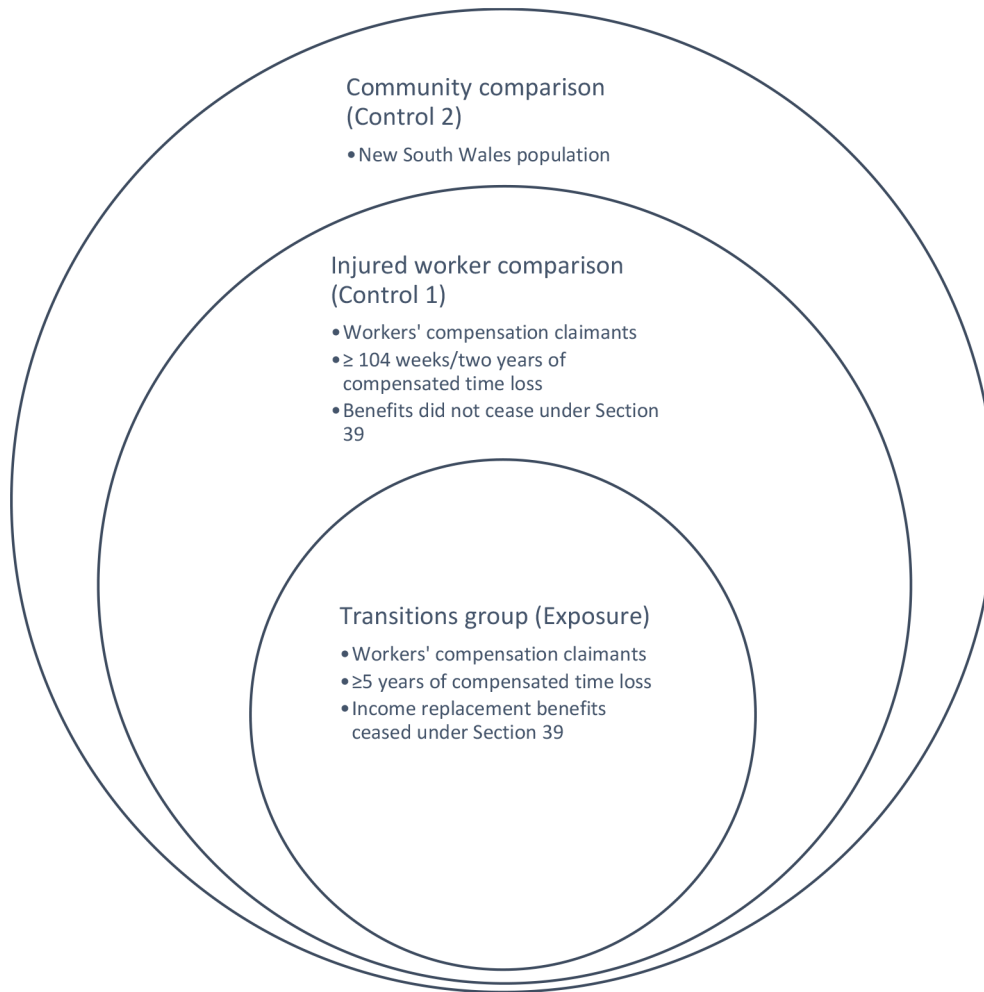 Community comparison
(Control 2)
•New South Wales population
Injured worker comparison
(Control 1)
•Workers' compensation claimants
•≥ 104 weeks/two years of
compensated time loss
•Benefits did not cease under Section
39
Transitions group (Exposure)
•Workers' compensation claimants
•≥5 years of compensated time loss
•Income replacement benefits
ceased under Section 39